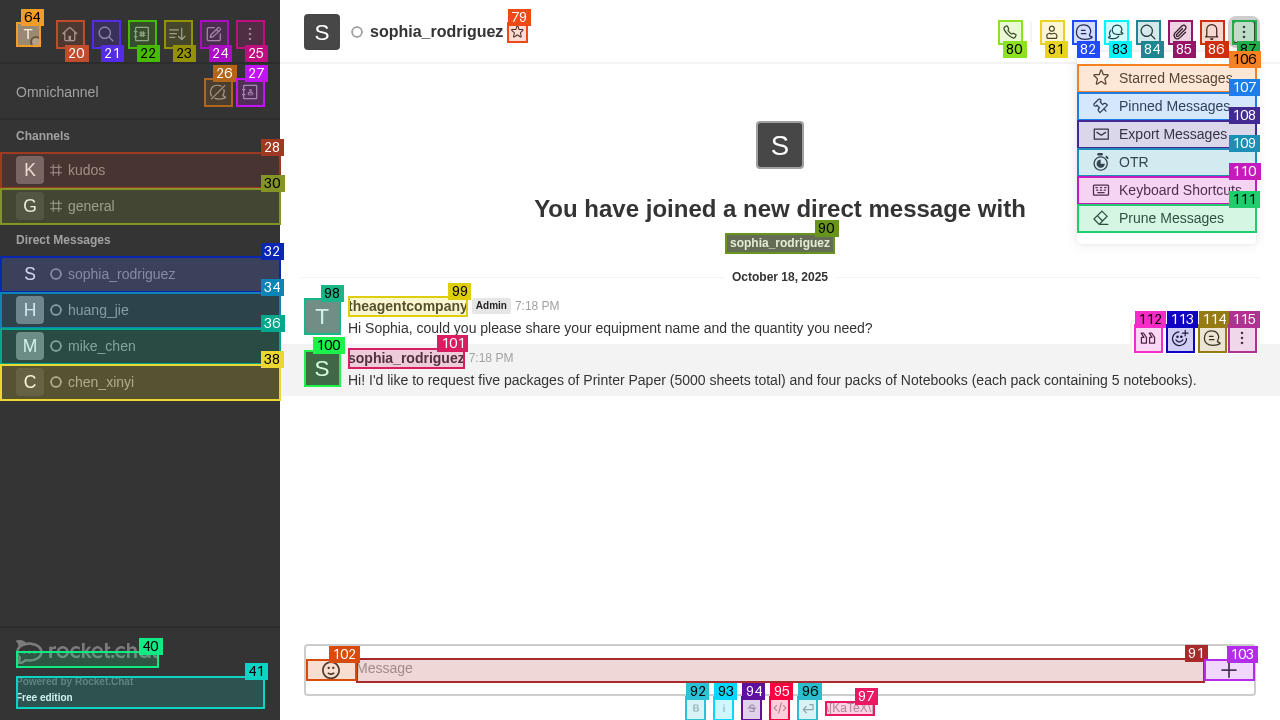 64
T
20
21
22
23
24
25
S
sophia_rodriguez
79
80
81
82
83
84
85
86
87
Omnichannel
26
27
106
Starred Messages
107
Pinned Messages
108
Export Messages
109
OTR
110
Keyboard Shortcuts
111
Prune Messages
Channels
28
K kudos
30
G general
Direct Messages
32
S sophia_rodriguez
34
H huang_jie
36
M mike_chen
38
C chen_xinyi
S
You have joined a new direct message with
90
sophia_rodriguez
October 18, 2025
98
99
T
theagentcompany Admin 7:18 PM
Hi Sophia, could you please share your equipment name and the quantity you need?
112
113
114
115
100
101
S
sophia_rodriguez 7:18 PM
Hi! I'd like to request five packages of Printer Paper (5000 sheets total) and four packs of Notebooks (each pack containing 5 notebooks).
40
rocket.chat
41
Powered by Rocket.Chat
Free edition
102
91
103
Message
92
93
94
95
96
97
B
i
S
</>
\[KaTeX\]